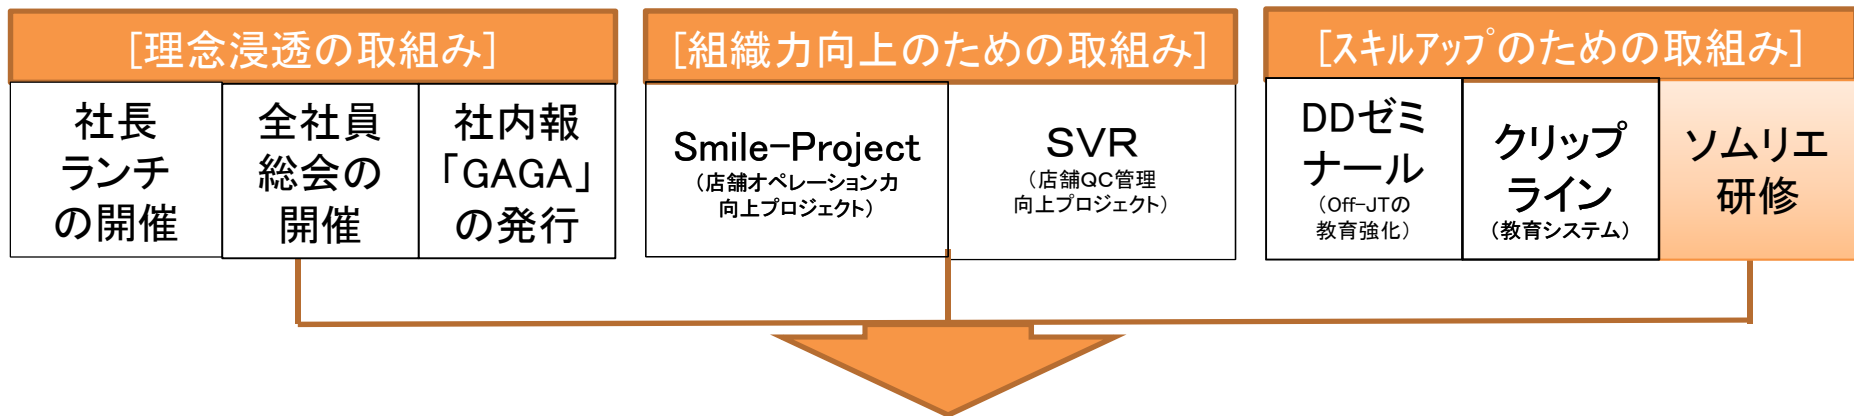 [理念浸透の取組み]
社長
ランチ
の開催
全社員
総会の
開催
社内報
「GAGA」
の発行
[組織力向上のための取組み]
Smile-Project
（店舗オペレーション力
向上プロジェクト）
SVR
（店舗QC管理
向上プロジェクト）
[スキルアップのための取組み]
DDゼミ
ナール
（Off-JTの
教育強化）
クリップ
ライン
（教育システム）
ソムリエ
研修